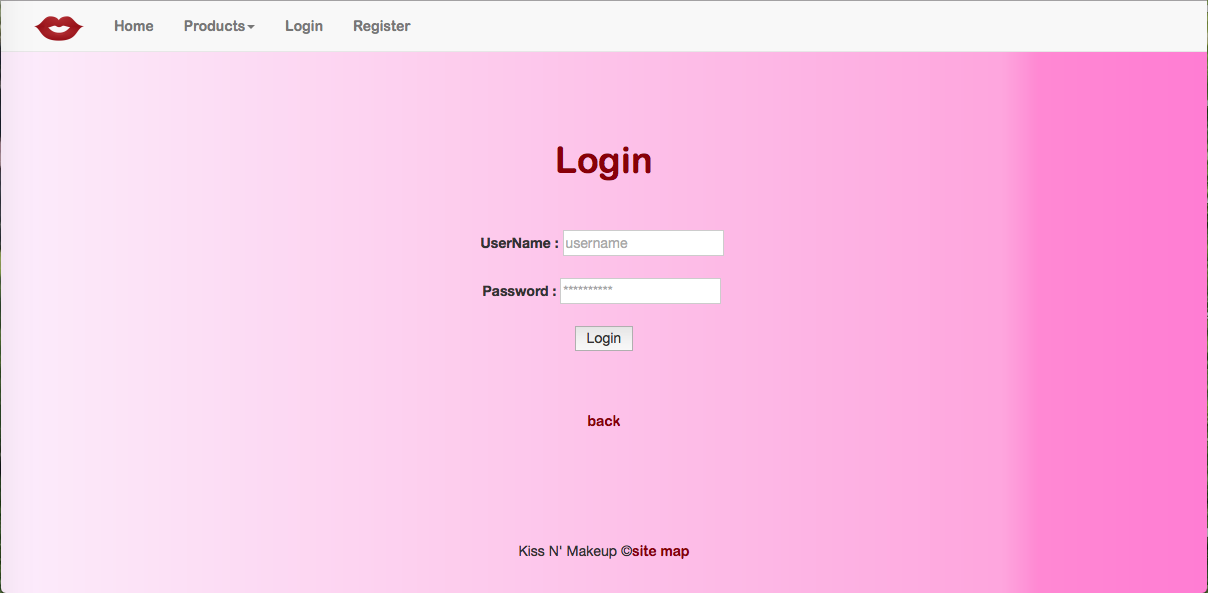 Home Products Login Register
Login
UserName : username
Password : **********
Login
back
Kiss N' Makeup ©site map